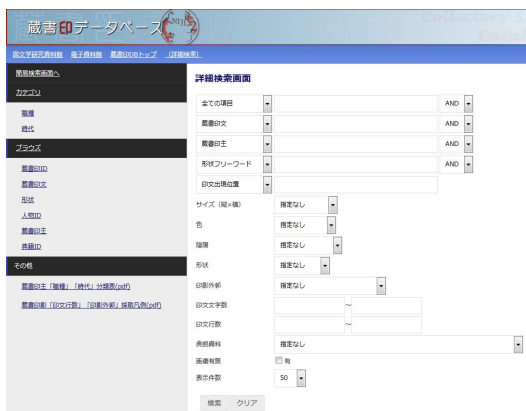 蔵書印データベース
NIJL
Collectors' S
Data
国文学研究資料館 電子資料館 蔵書印DBトップ (詳細検索)
簡易検索画面へ
カテゴリ
職種
時代
ブラウズ
蔵書印ID
蔵書印文
形状
人物ID
蔵書印主
典籍ID
その他
蔵書印主「職種」「時代」分類表(pdf)
蔵書印影「印文行数」「印影外郭」採取凡例(pdf)
詳細検索画面
全ての項目 AND
蔵書印文 AND
蔵書印主 AND
形状フリーワード AND
印文出現位置
サイズ (縦×横) 指定なし
色 指定なし
陰陽 指定なし
形状 指定なし
印影外郭 指定なし
印文文字数 ~
印文行数 ~
典拠資料 指定なし
画像有無 有
表示件数 50
検索 クリア